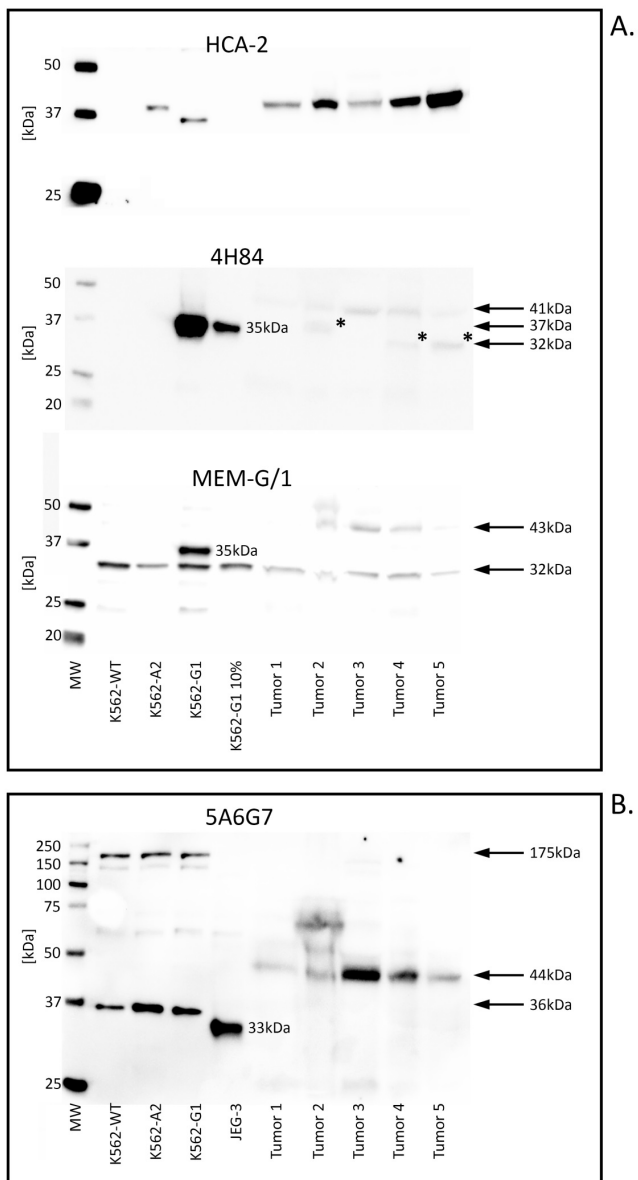 A.
HCA-2
50
37
25
[kDa]
4H84
50
37
25
20
[kDa]
35kDa
*
*
*
41kDa
37kDa
32kDa
MEM-G/1
50
37
25
20
[kDa]
35kDa
43kDa
32kDa
MW
K562-WT
K562-A2
K562-G1
K562-G1 10%
Tumor 1
Tumor 2
Tumor 3
Tumor 4
Tumor 5
B.
5A6G7
250
150
100
75
50
37
25
[kDa]
33kDa
175kDa
44kDa
36kDa
MW
K562-WT
K562-A2
K562-G1
JEG-3
Tumor 1
Tumor 2
Tumor 3
Tumor 4
Tumor 5